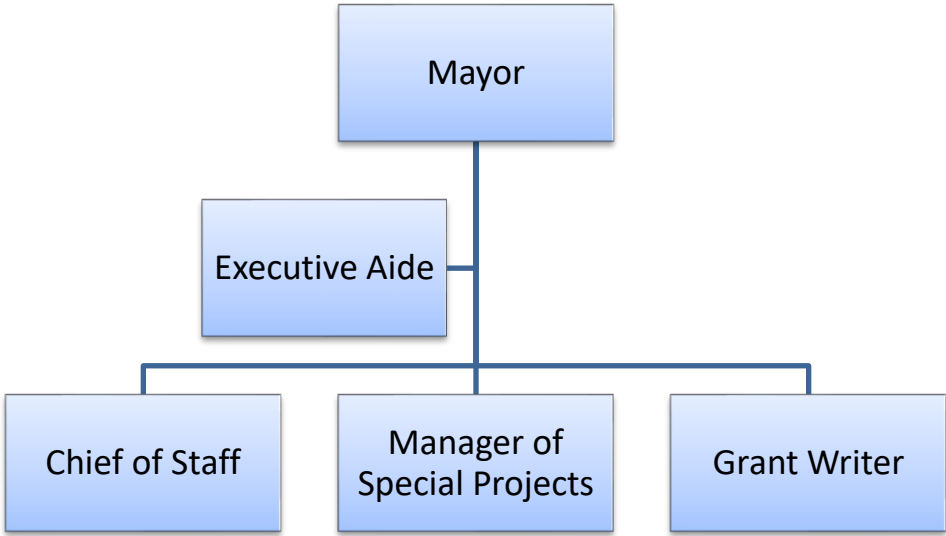 Mayor
Executive Aide
Chief of Staff
Manager of
Special Projects
Grant Writer